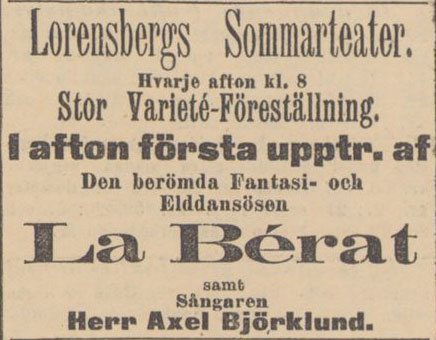 Lorensbergs Sommarteater.
Hvarje afton kl. 8
Stor Varieté-Föreställning.
I afton första upptr. af
Den berömda Fantasi- och
Elddansösen
La Bérat
samt
Sångaren
Herr Axel Björklund.